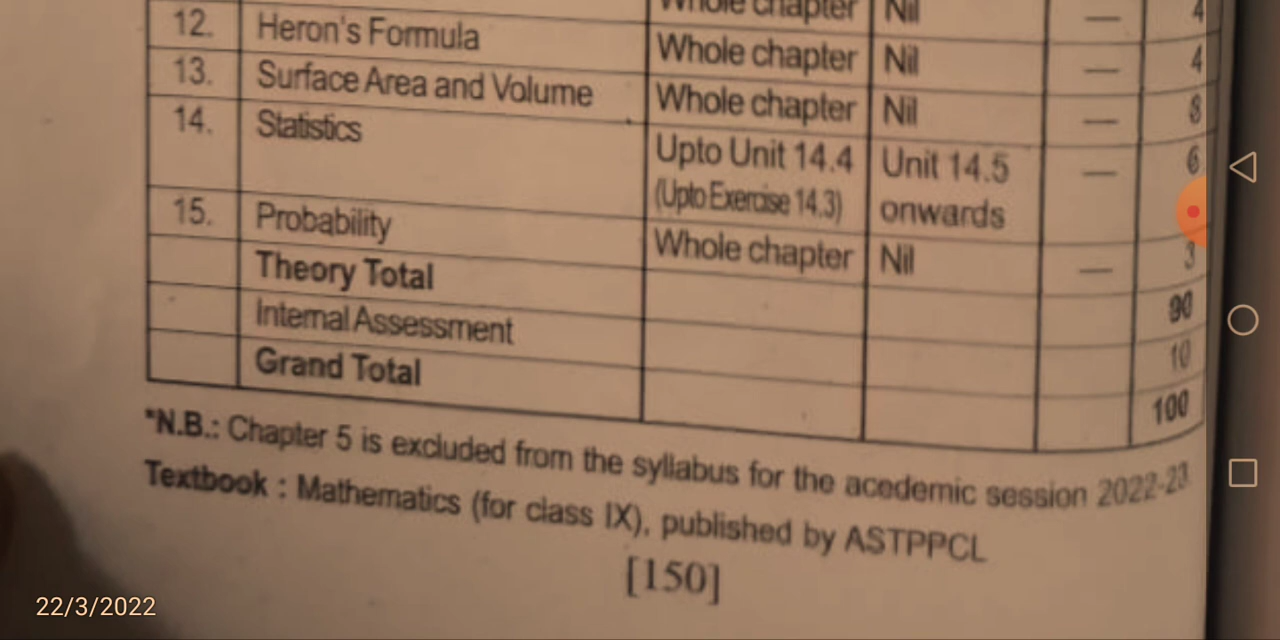 Whole chapter Nil — 4
12. Heron's Formula Whole chapter Nil — 4
13. Surface Area and Volume Whole chapter Nil — 8
14. Statistics Upto Unit 14.4 Unit 14.5 — 6
(Upto Exercise 14.3) onwards
15. Probability Whole chapter Nil — 3
Theory Total 90
Internal Assessment 10
Grand Total 100
*N.B.: Chapter 5 is excluded from the syllabus for the acedemic session 2022-23
Textbook : Mathematics (for class IX), published by ASTPPCL
[150]
22/3/2022